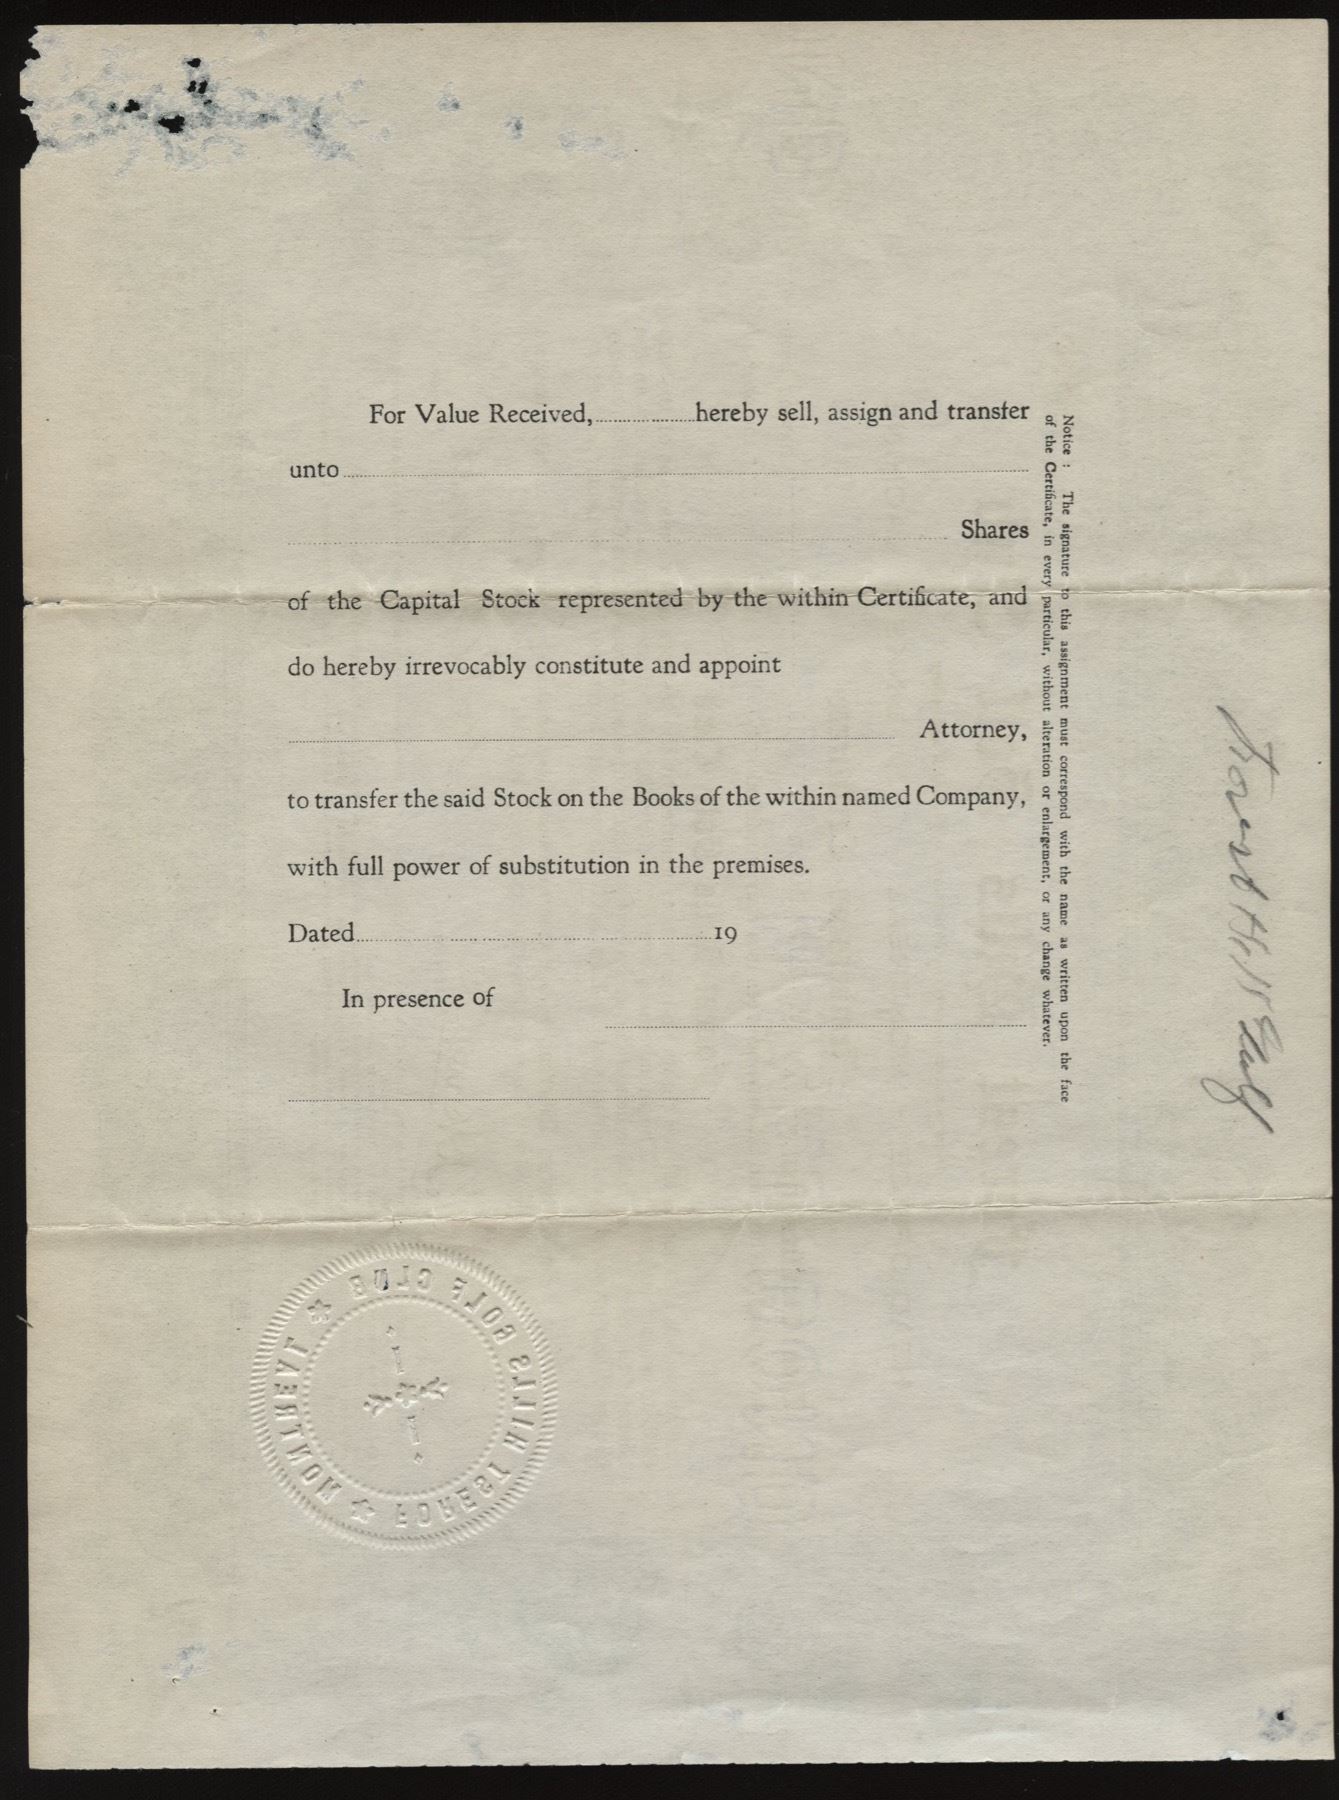 For Value Received,..................hereby sell, assign and transfer
unto
Shares
of the Capital Stock represented by the within Certificate, and
do hereby irrevocably constitute and appoint
Attorney,
to transfer the said Stock on the Books of the within named Company,
with full power of substitution in the premises.
Dated..................19
In presence of
Notice : The signature to this assignment must correspond with the name as written upon the face
of the Certificate, in every particular, without alteration or enlargement, or any change whatever.
Forest Hills Golf
FOREST HILLS GOLF CLUB ★ MONTREAL ★